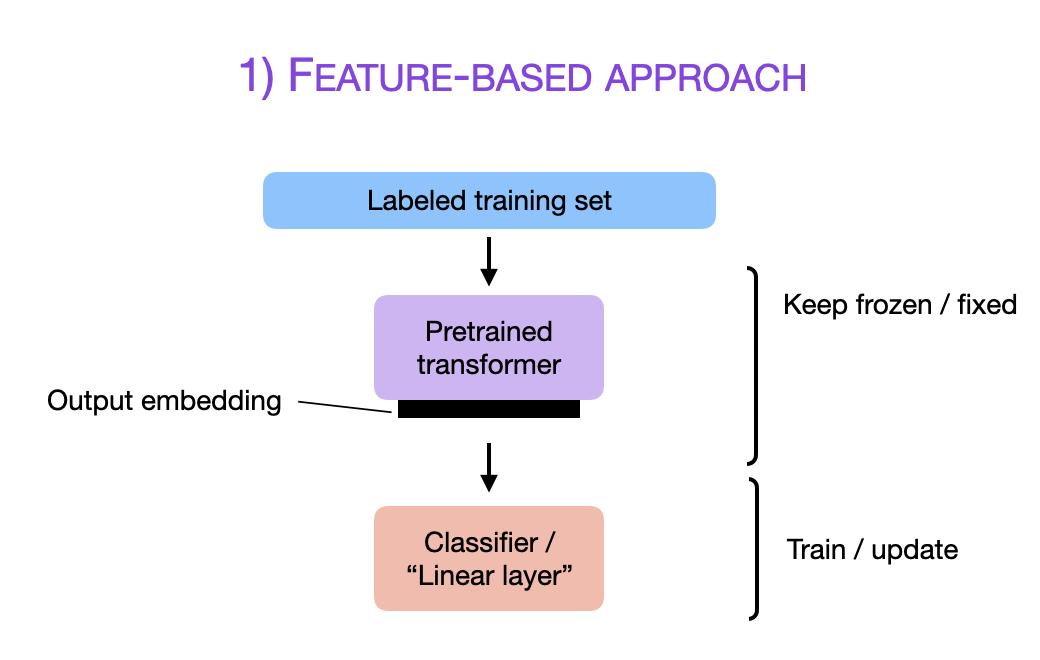 1) FEATURE-BASED APPROACH
Labeled training set
Keep frozen / fixed
Pretrained
transformer
Output embedding
Classifier /
“Linear layer”
Train / update